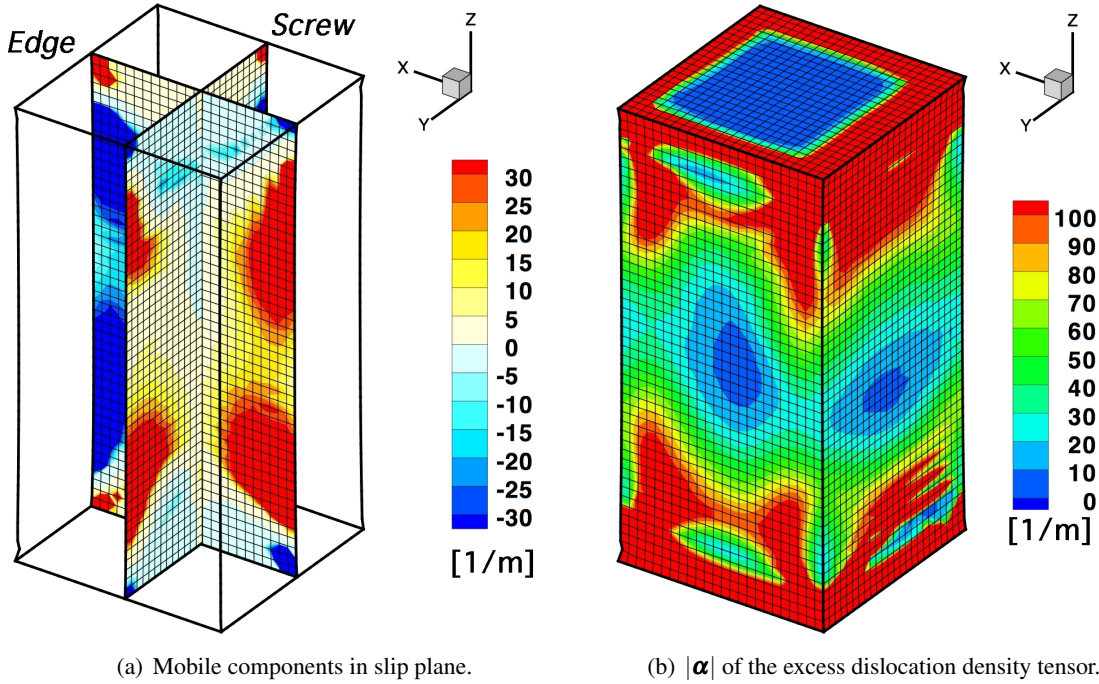 Edge
Screw
Z
X
Y
30
25
20
15
10
5
0
-5
-10
-15
-20
-25
-30
[1/m]
Z
X
Y
100
90
80
70
60
50
40
30
20
10
0
[1/m]
(a) Mobile components in slip plane.
(b) |α| of the excess dislocation density tensor.